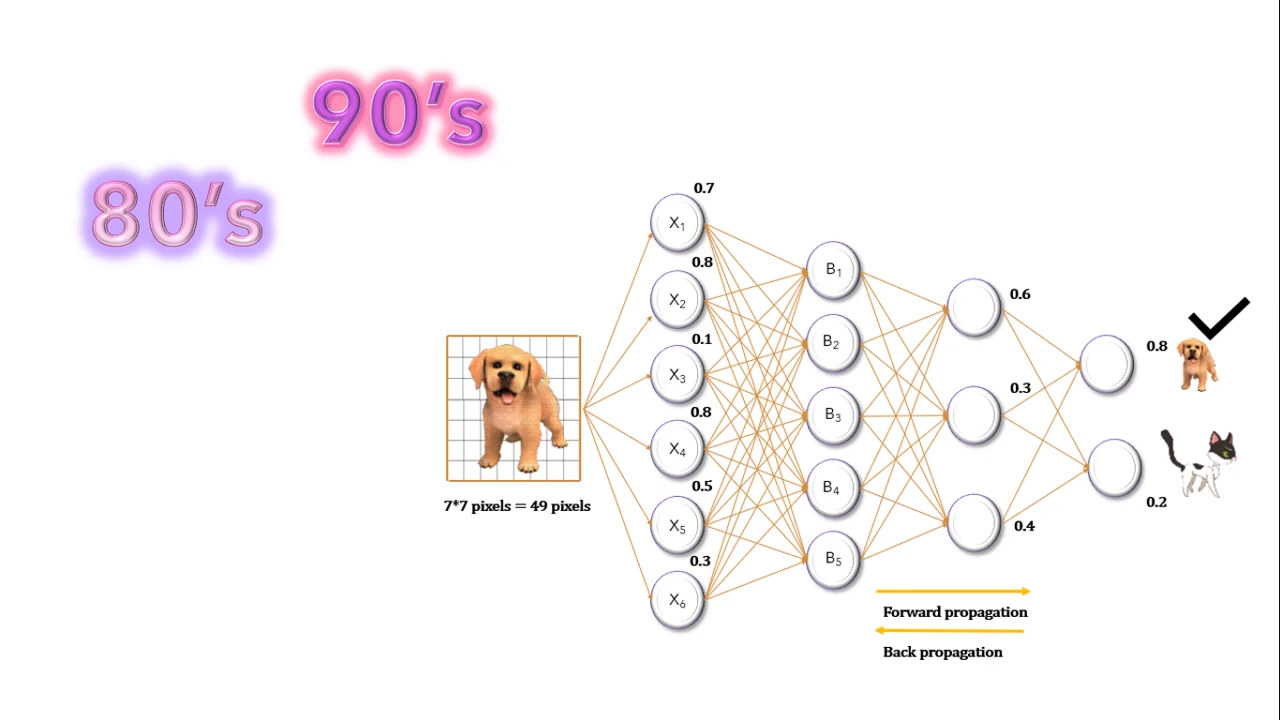 90's
80's
0.7
X1
0.8
X2
0.1
X3
0.8
X4
0.5
X5
0.3
X6
B1
B2
B3
B4
B5
0.6
0.3
0.4
0.8
0.2
7*7 pixels = 49 pixels
Forward propagation
Back propagation